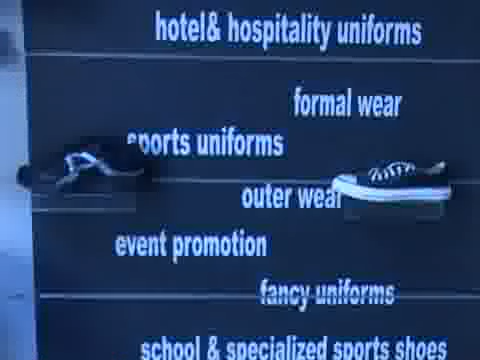 hotel& hospitality uniforms
formal wear
sports uniforms
outer wear
event promotion
fancy uniforms
school & specialized sports shoes